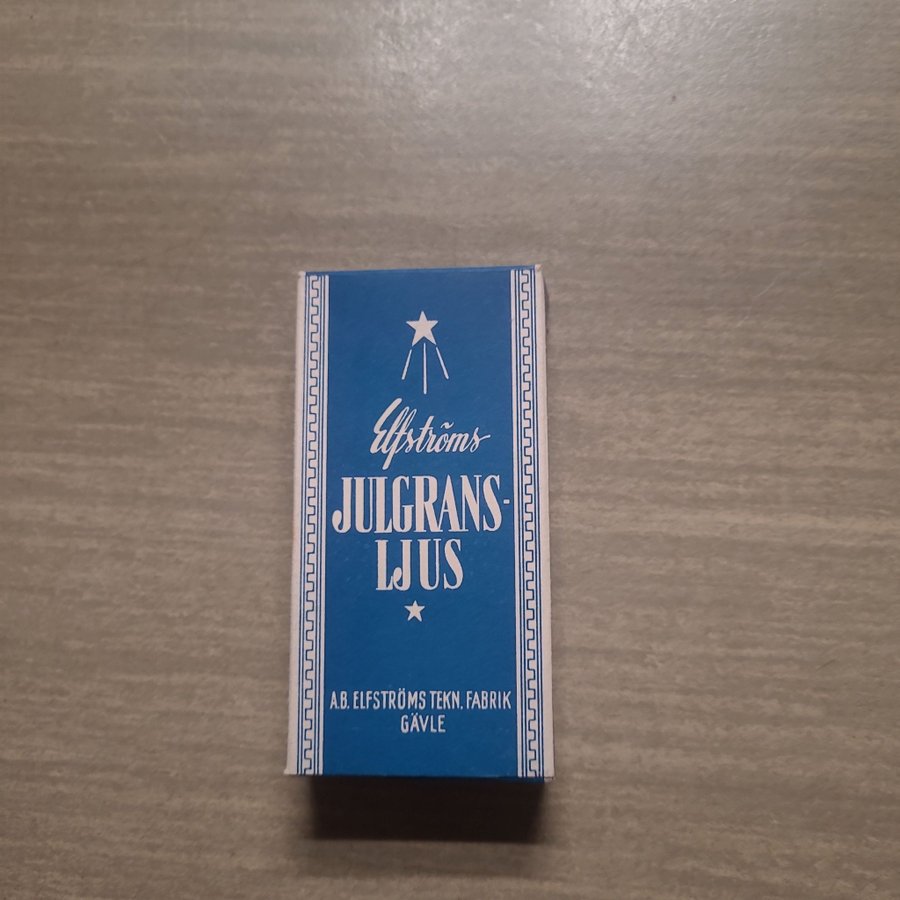 Elfströms
JULGRANS-
LJUS
A.B. ELFSTRÖMS TEKN. FABRIK
GÄVLE